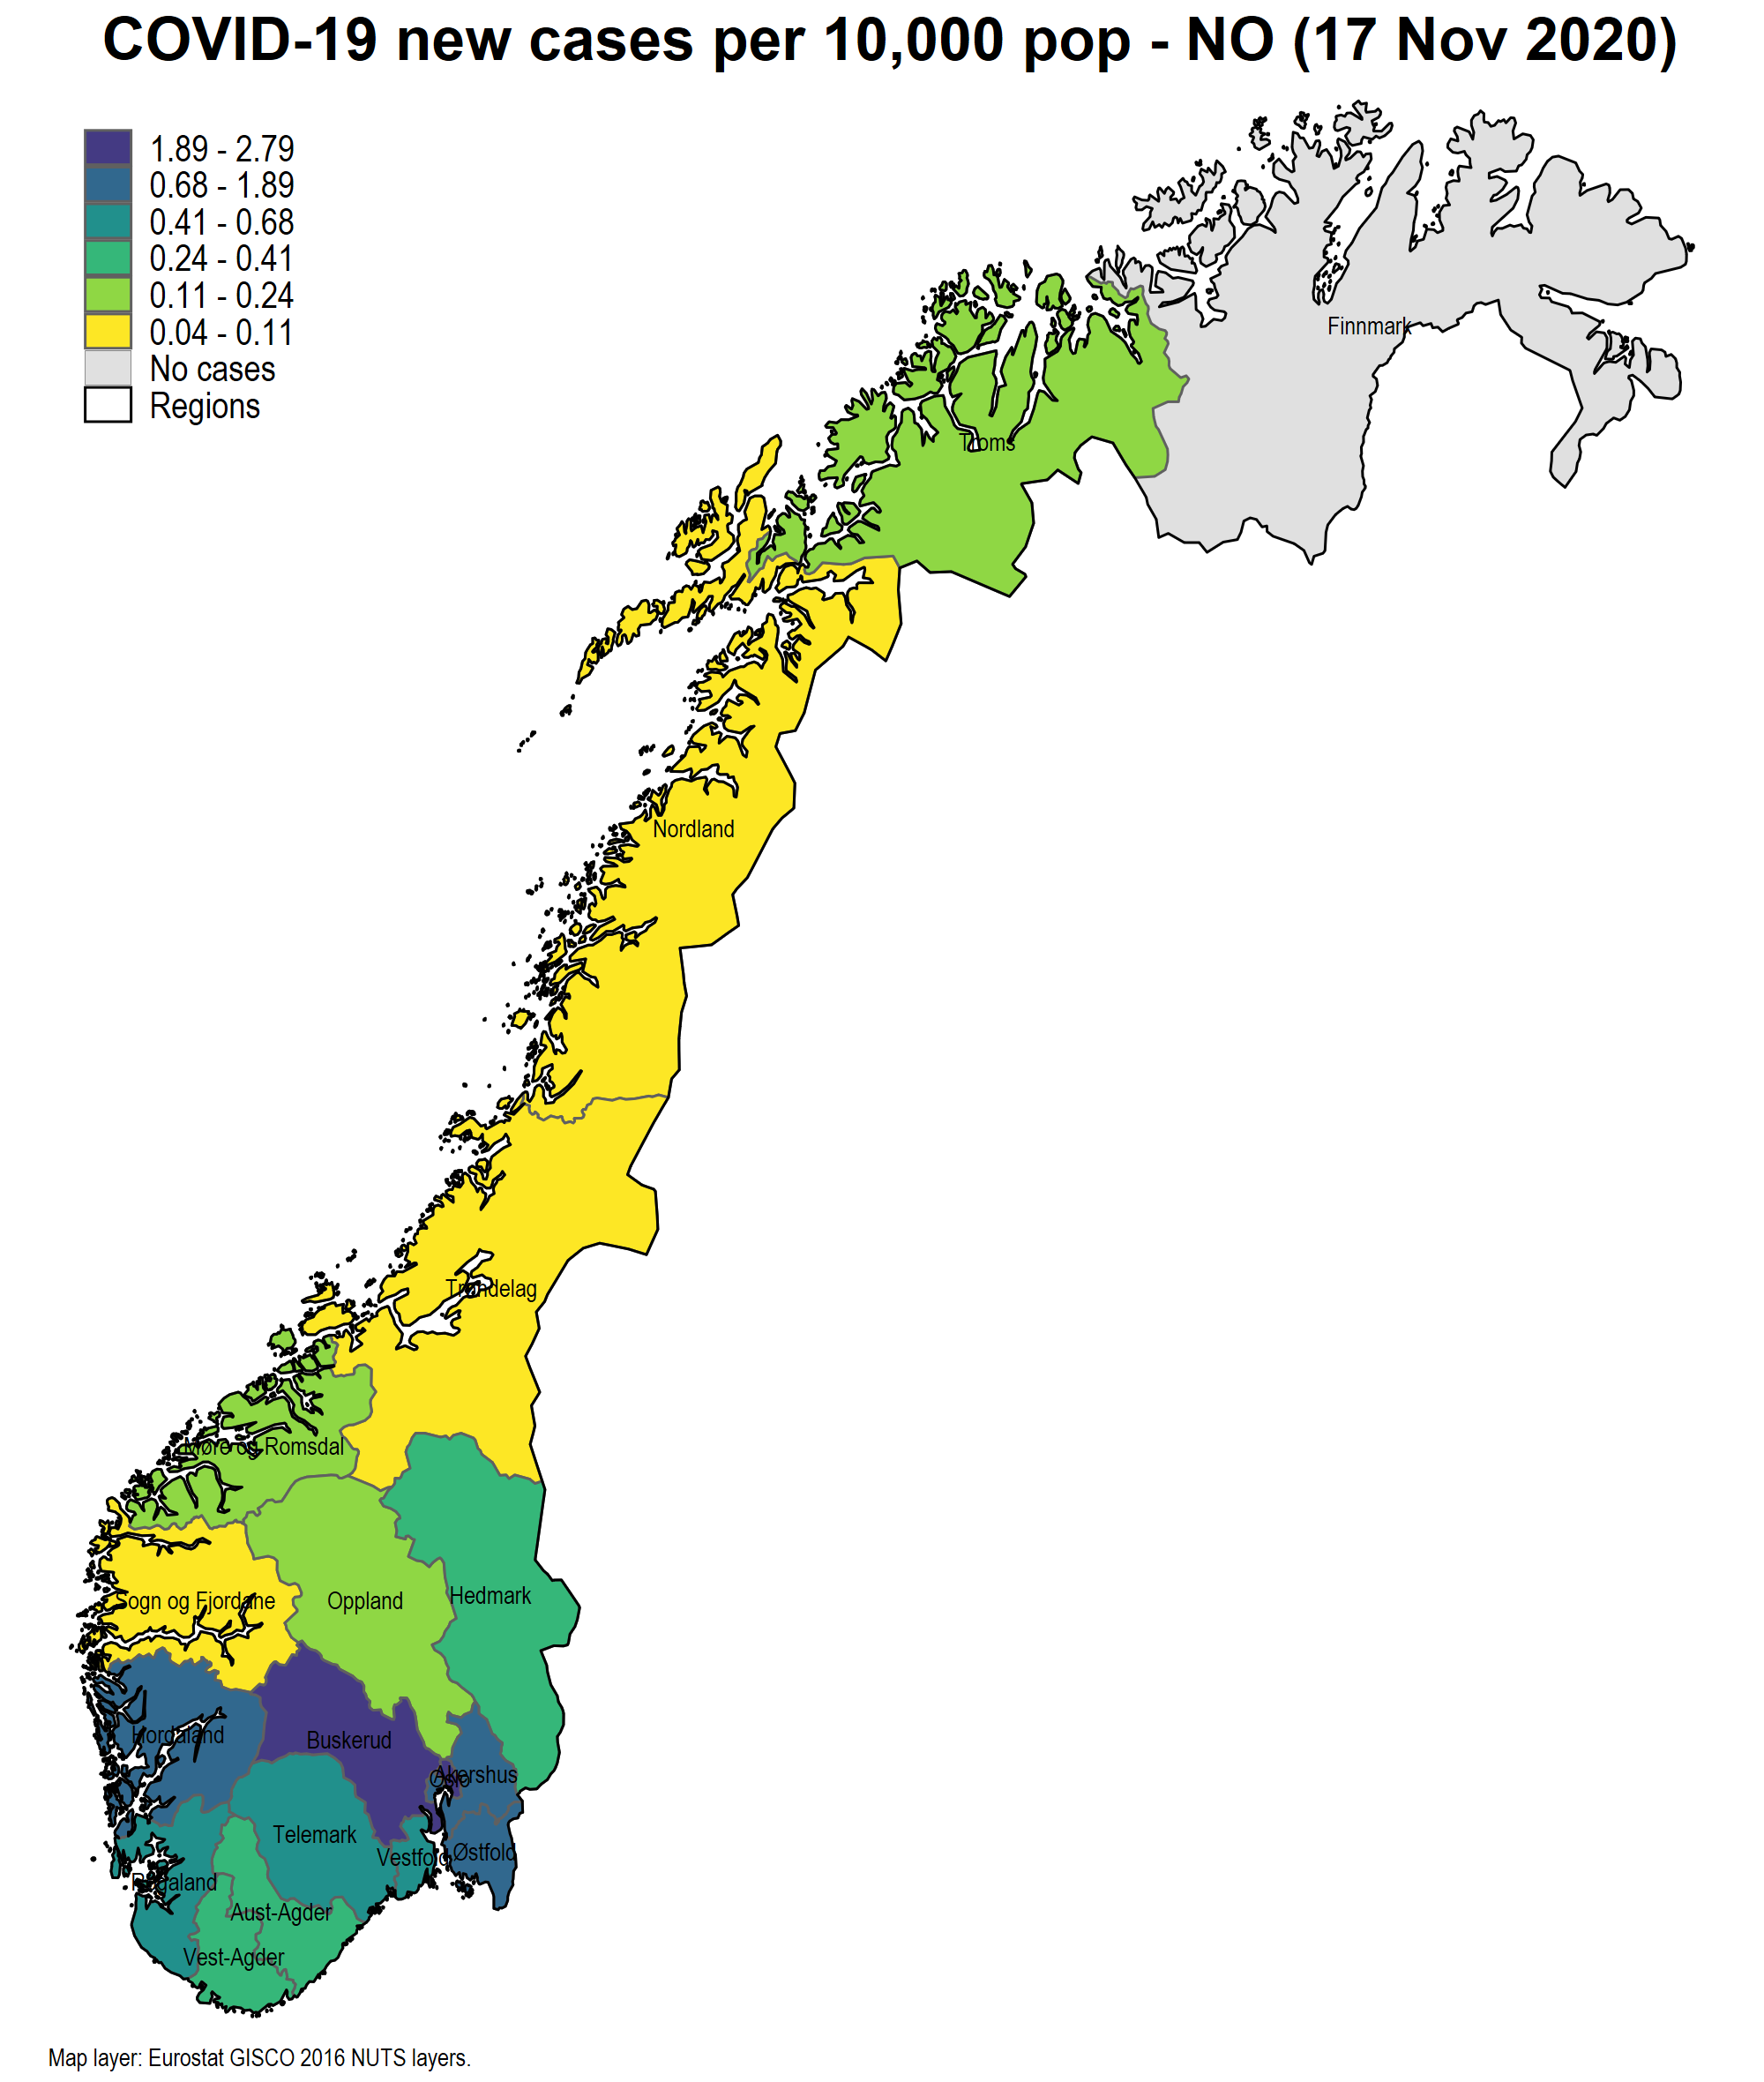 COVID-19 new cases per 10,000 pop - NO (17 Nov 2020)
1.89 - 2.79
0.68 - 1.89
0.41 - 0.68
0.24 - 0.41
0.11 - 0.24
0.04 - 0.11
No cases
Regions
Finnmark
Troms
Nordland
Trøndelag
Møre og Romsdal
Hedmark
Sogn og Fjordane
Oppland
Hordaland
Buskerud
Akershus
Oslo
Telemark
Østfold
Vestfold
Rogaland
Aust-Agder
Vest-Agder
Map layer: Eurostat GISCO 2016 NUTS layers.